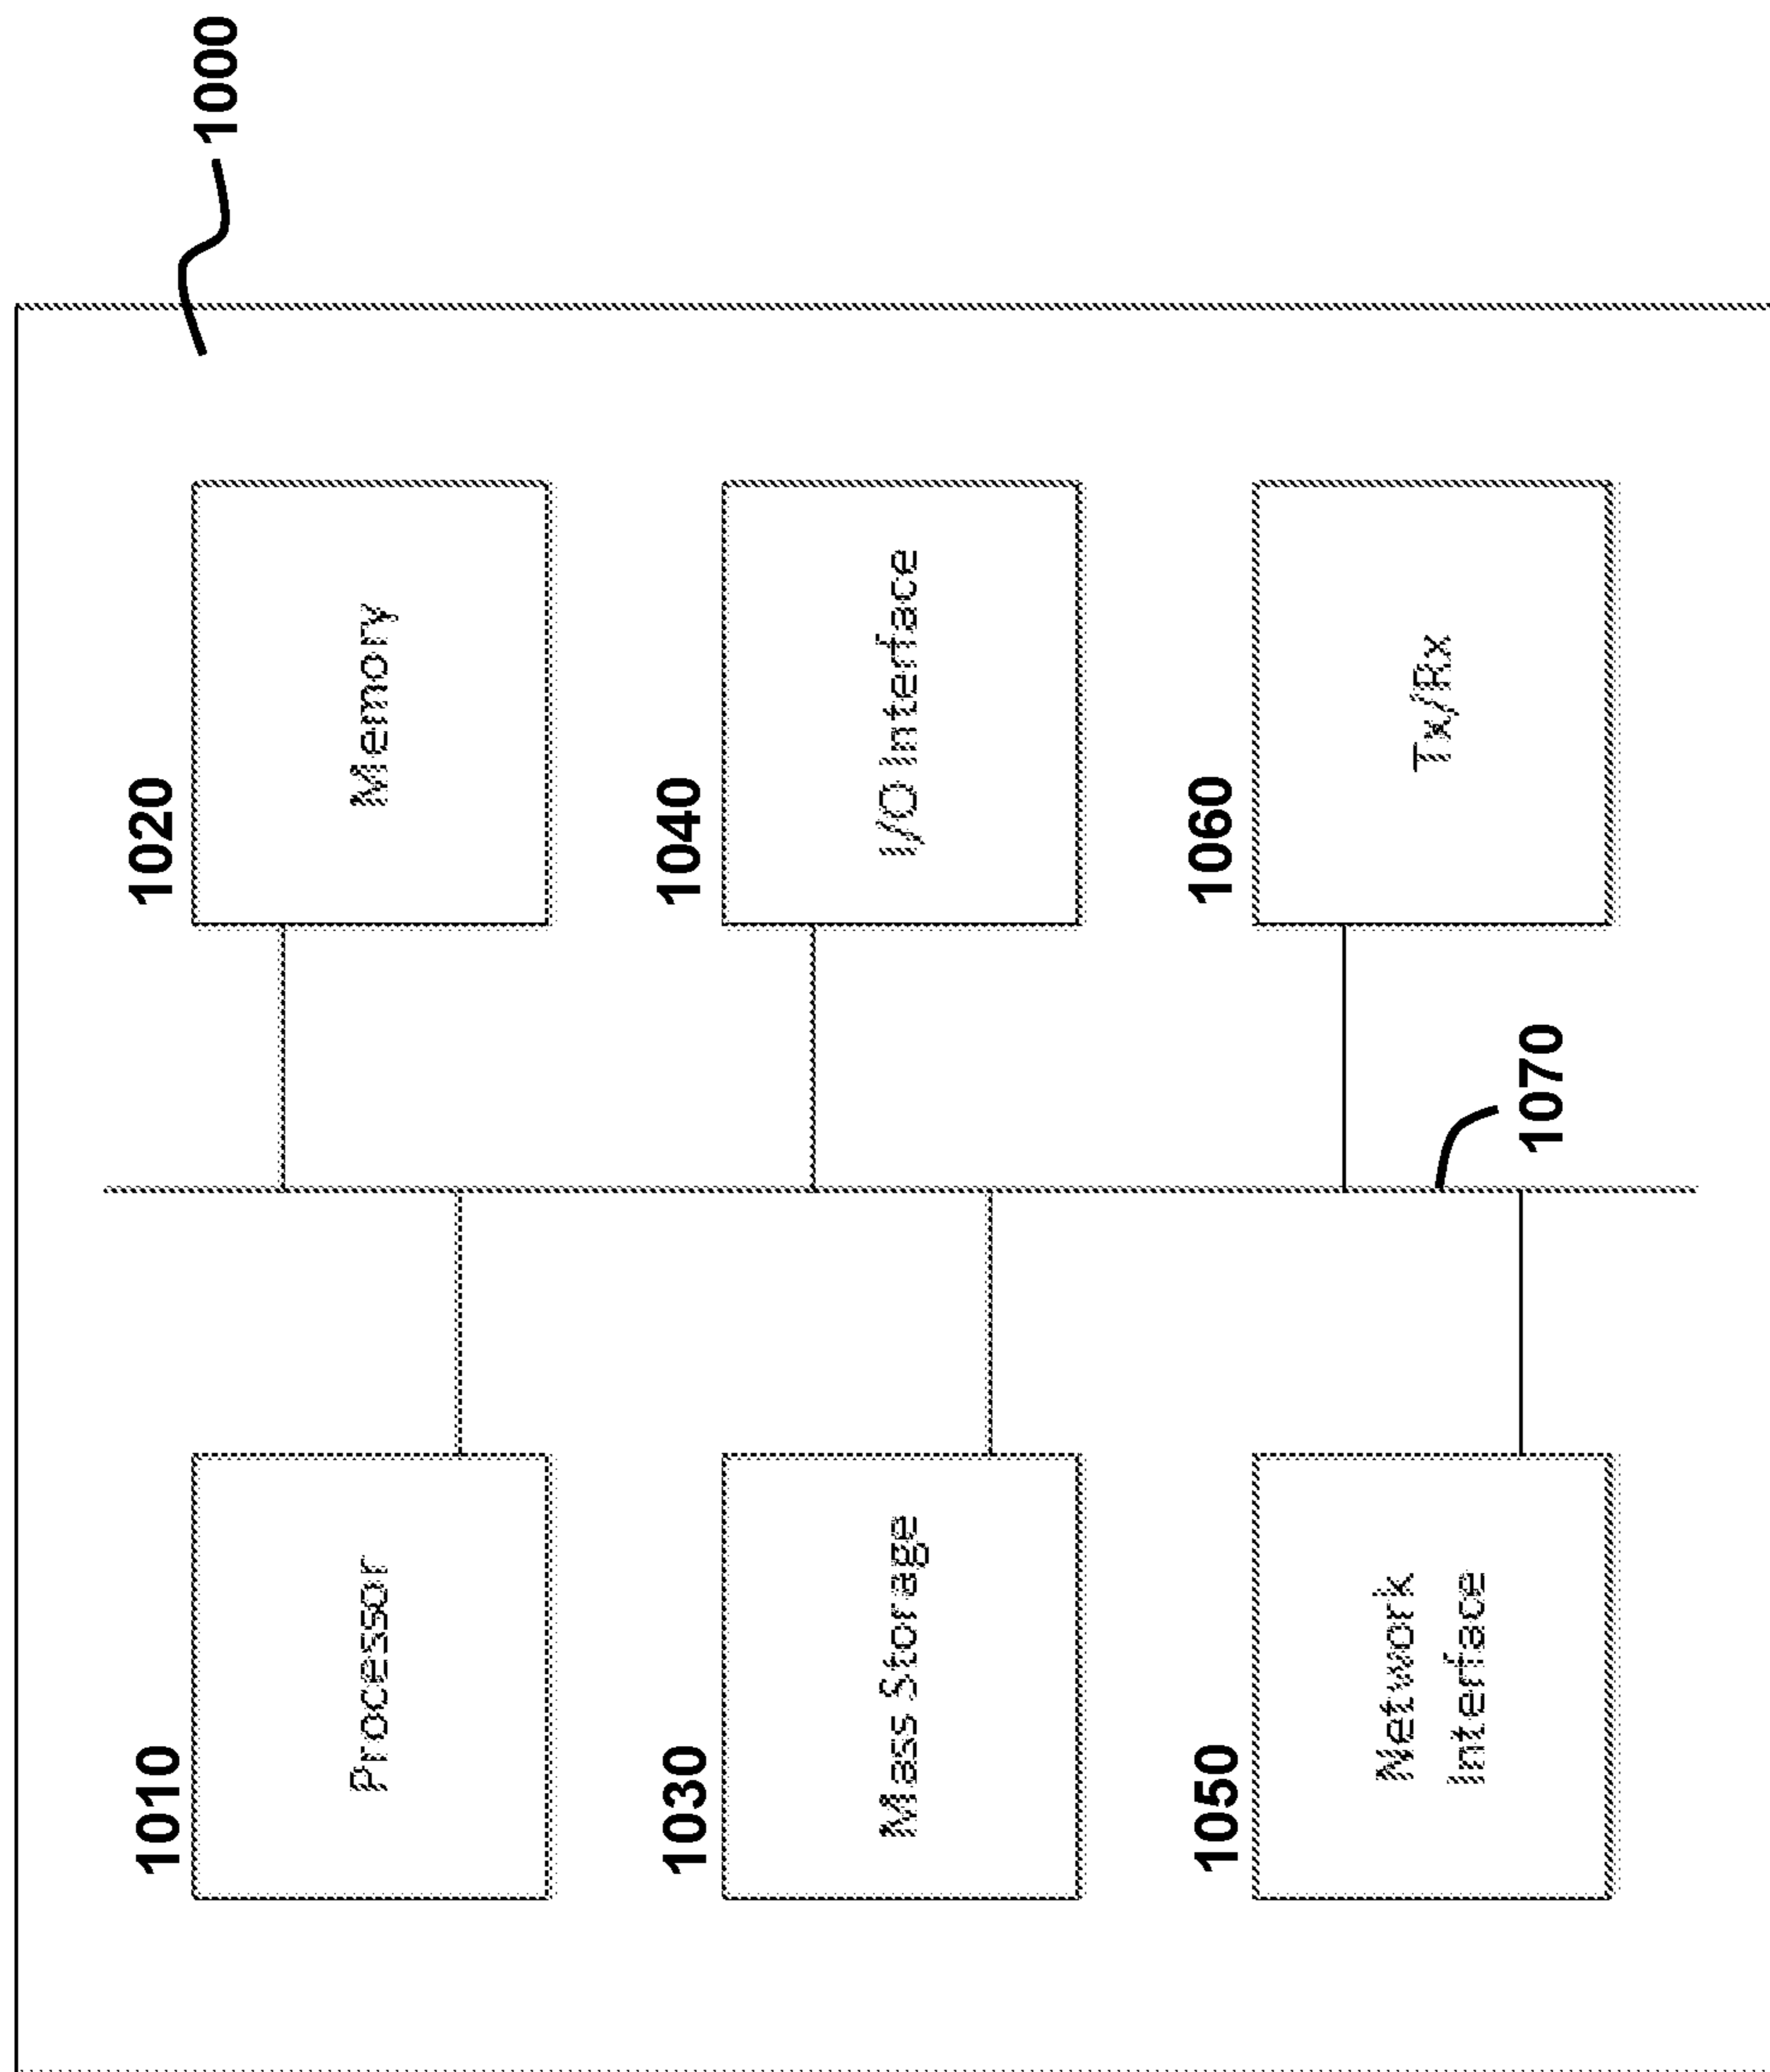 1000
1010
Processor
1020
Memory
1030
Mass Storage
1040
I/O Interface
1050
Network
Interface
1060
Tx/Rx
1070